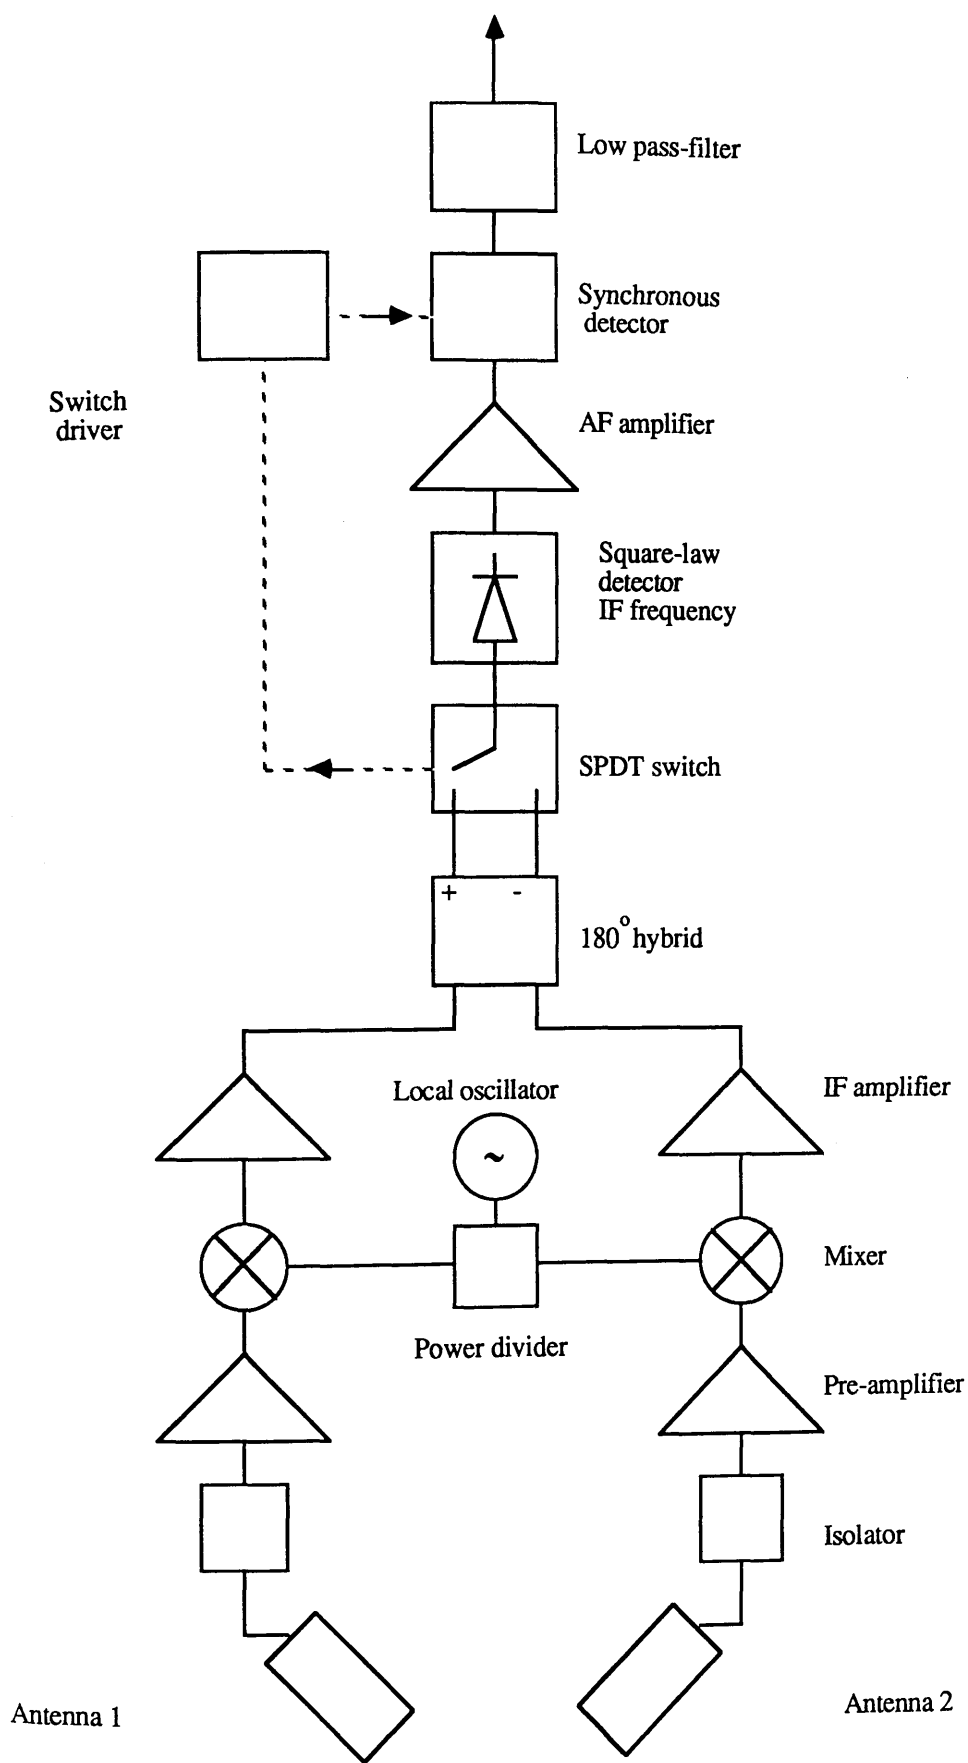 Low pass-filter
Synchronous
detector
Switch
driver
AF amplifier
Square-law
detector
IF frequency
SPDT switch
+ -
180° hybrid
Local oscillator
IF amplifier
~
Mixer
Power divider
Pre-amplifier
Isolator
Antenna 1
Antenna 2